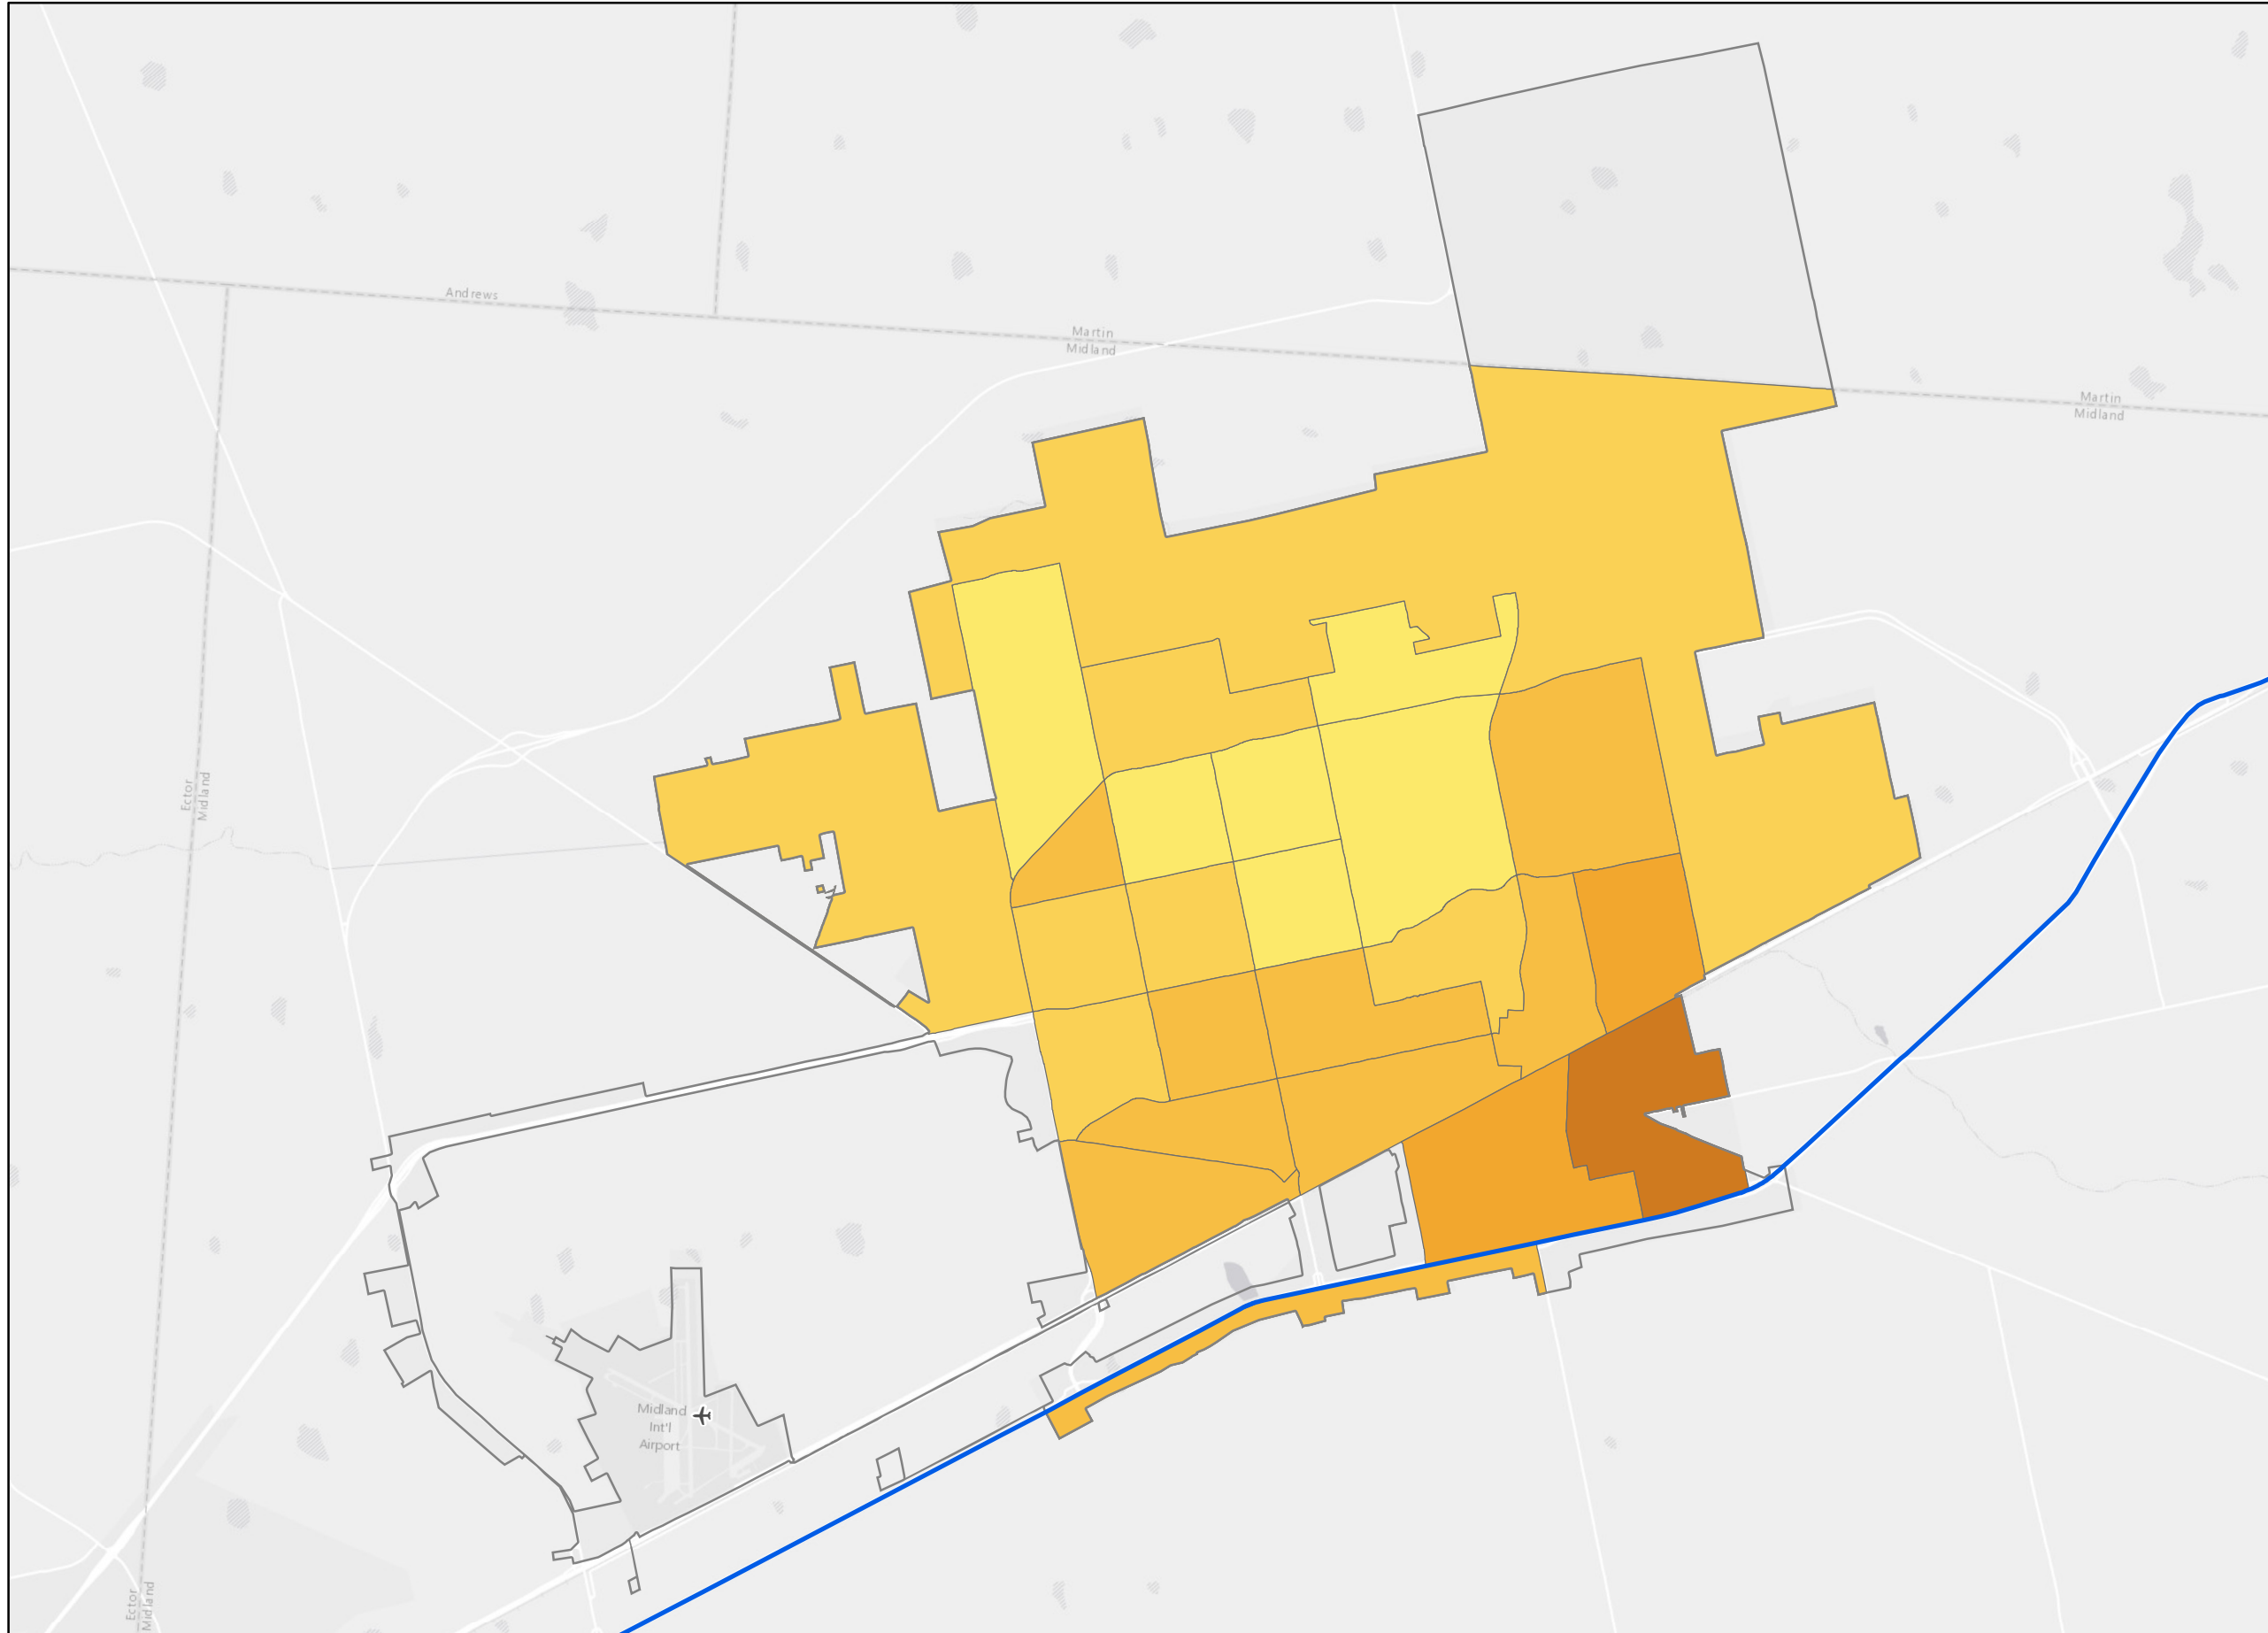 Andrews
Martin
Midland
Martin
Midland
Ector
Midland
Midland
Int'l
Airport
Ector
Midland